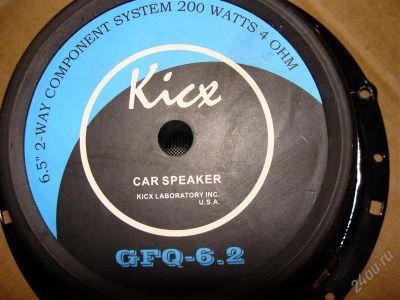 6.5" 2-WAY COMPONENT SYSTEM 200 WATTS 4 OHM
Kicx
CAR SPEAKER
KICX LABORATORY INC.
U.S.A.
GFQ-6.2
24au.ru